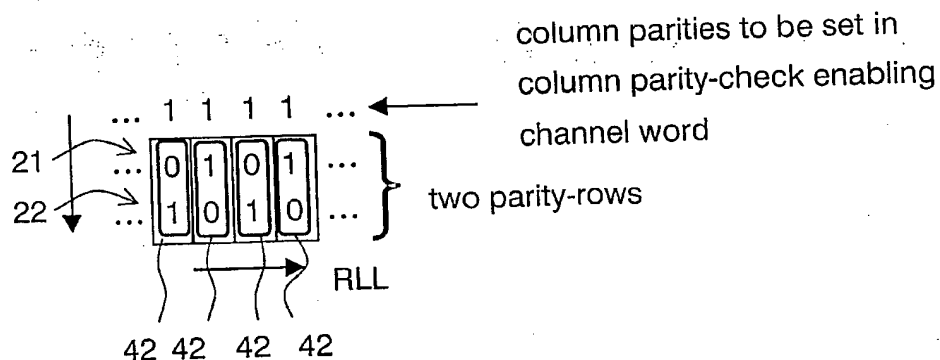 column parities to be set in
column parity-check enabling
channel word
... 1 1 1 1 ...
21 ... 0 1 0 1 ...
22 ... 1 0 1 0 ...
two parity-rows
RLL
42 42 42 42